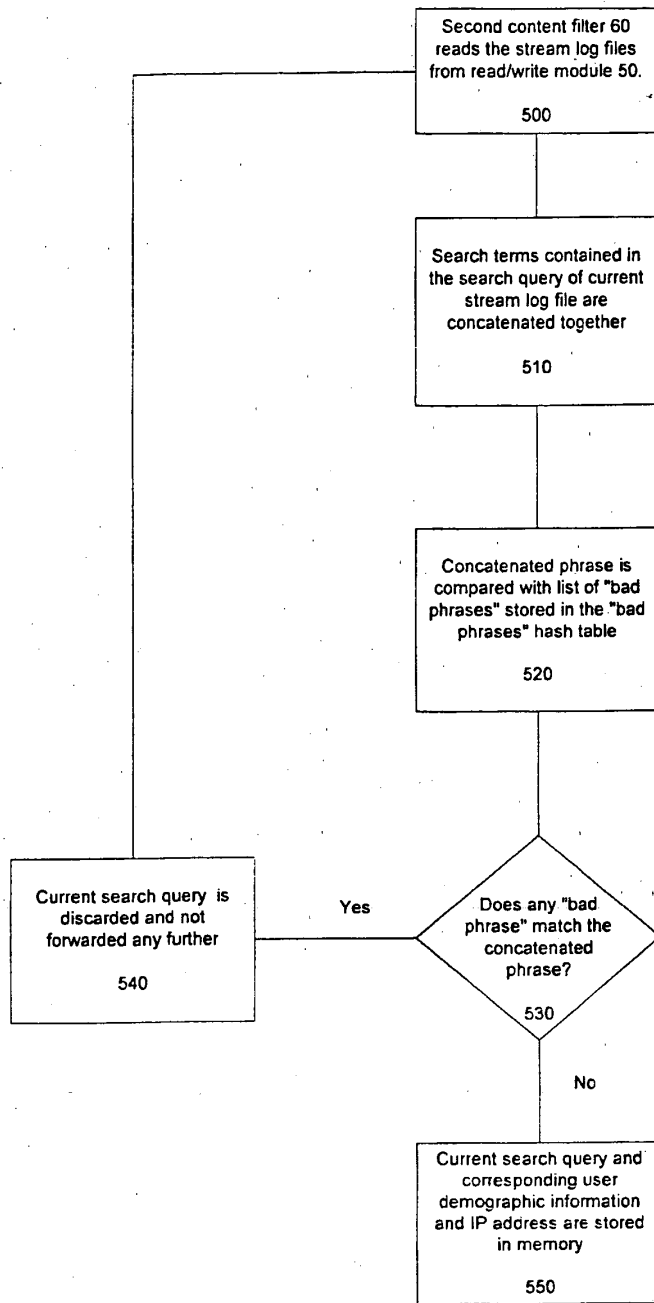 Second content filter 60
reads the stream log files
from read/write module 50.
500
Search terms contained in
the search query of current
stream log file are
concatenated together
510
Concatenated phrase is
compared with list of "bad
phrases" stored in the "bad
phrases" hash table
520
Does any "bad
phrase" match the
concatenated
phrase?
530
Yes
Current search query is
discarded and not
forwarded any further
540
No
Current search query and
corresponding user
demographic information
and IP address are stored
in memory
550